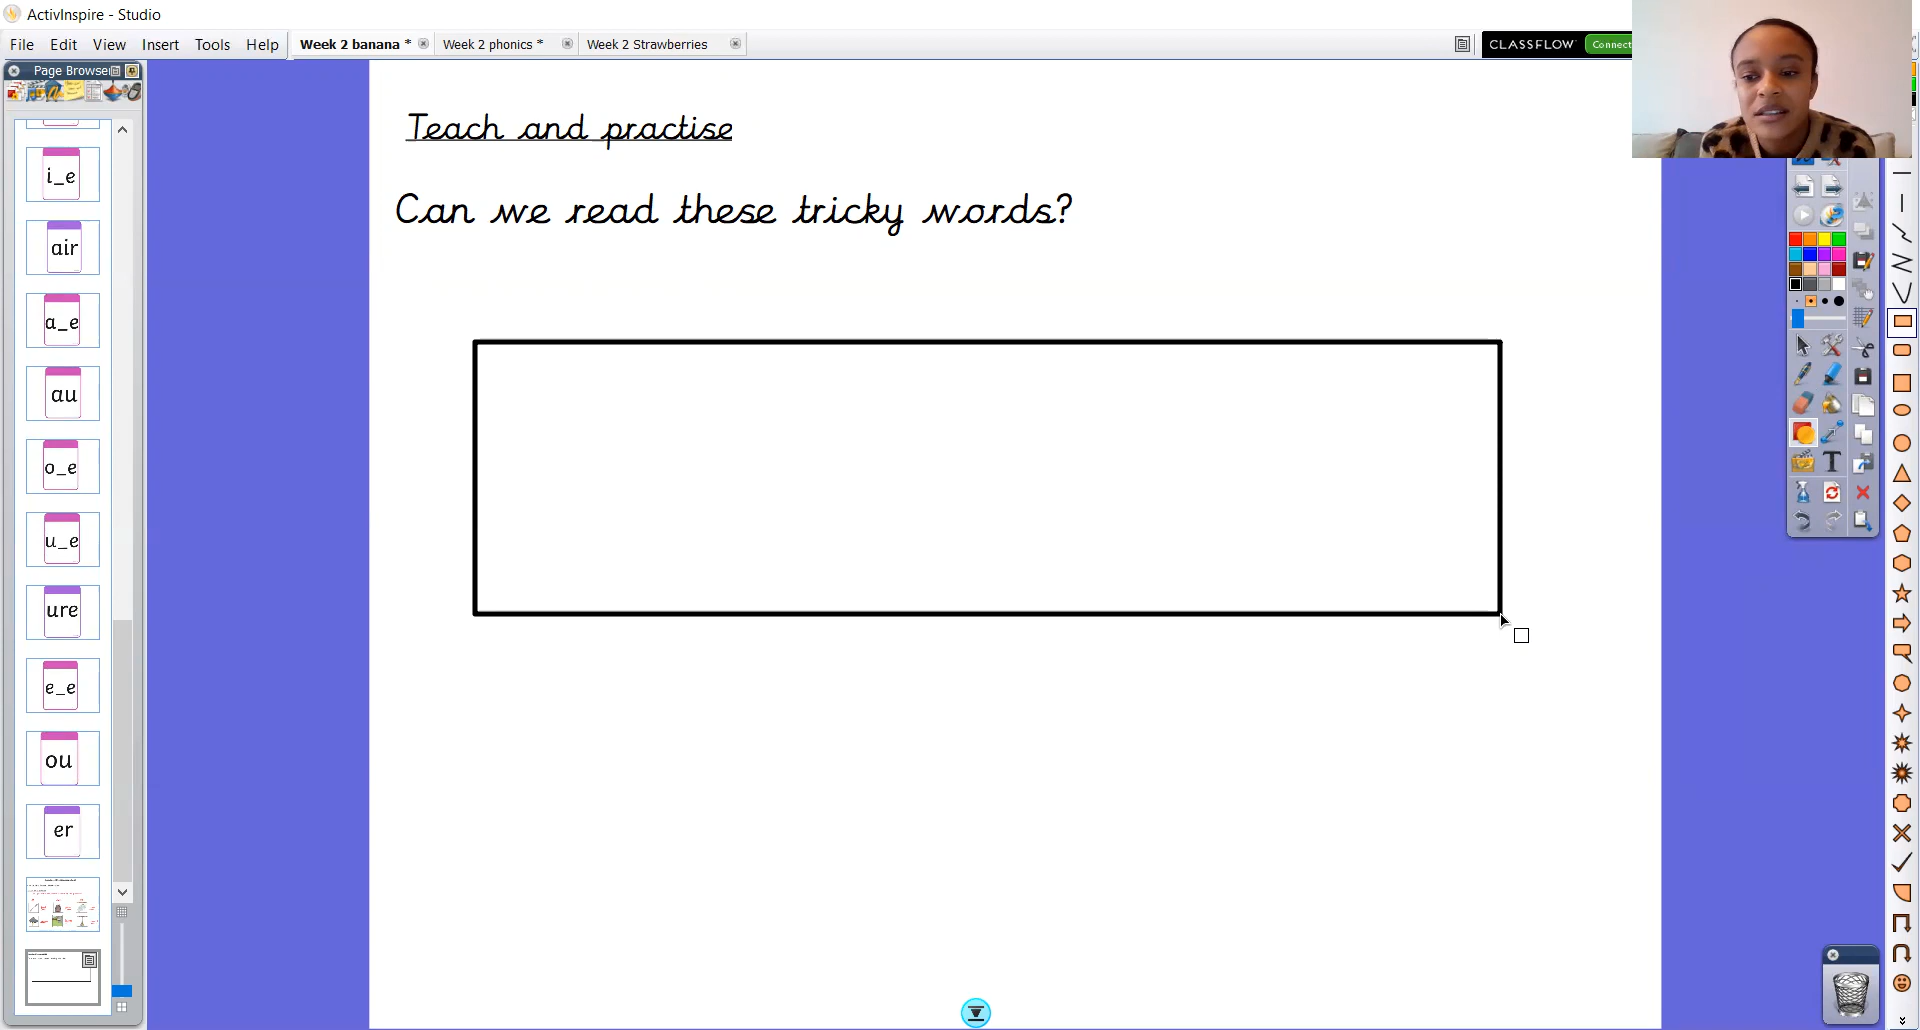 ActivInspire - Studio
File Edit View Insert Tools Help
Week 2 banana * Week 2 phonics * Week 2 Strawberries
CLASSFLOW Connect
Page Browser
Teach and practise
Can we read these tricky words?
i_e
air
a_e
au
o_e
u_e
ure
e_e
ou
er
T